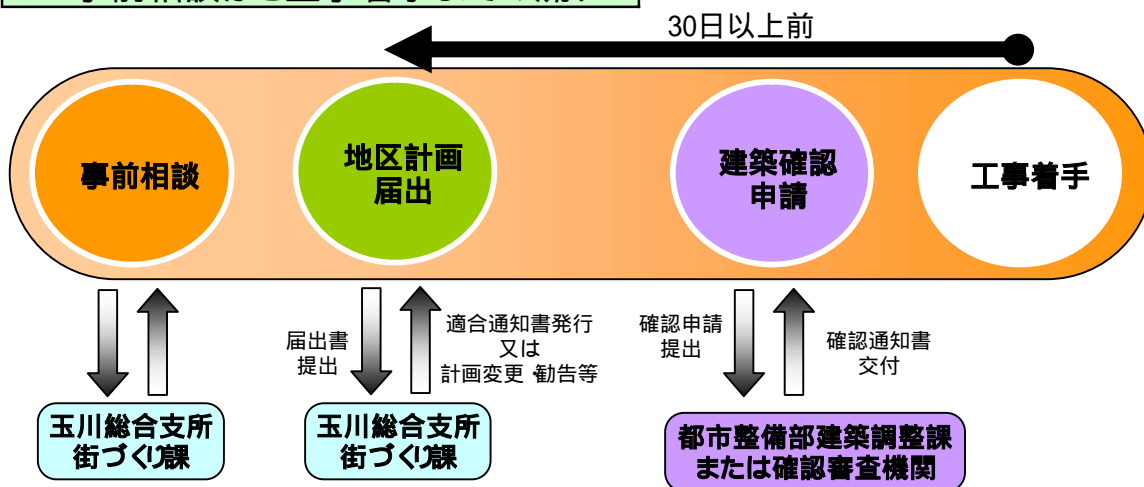 30日以上前
事前相談
地区計画
届出
建築確認
申請
工事着手
届出書
提出
適合通知書発行
又は
計画変更・勧告等
確認申請
提出
確認通知書
交付
玉川総合支所
街づくり課
玉川総合支所
街づくり課
都市整備部建築調整課
または確認審査機関